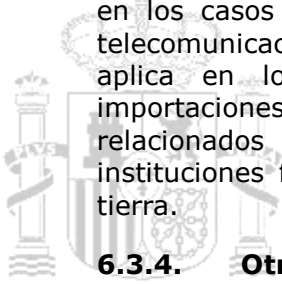 en los casos
telecomunicac
aplica en lo
importaciones
relacionados
instituciones f
tierra.
6.3.4. Otr